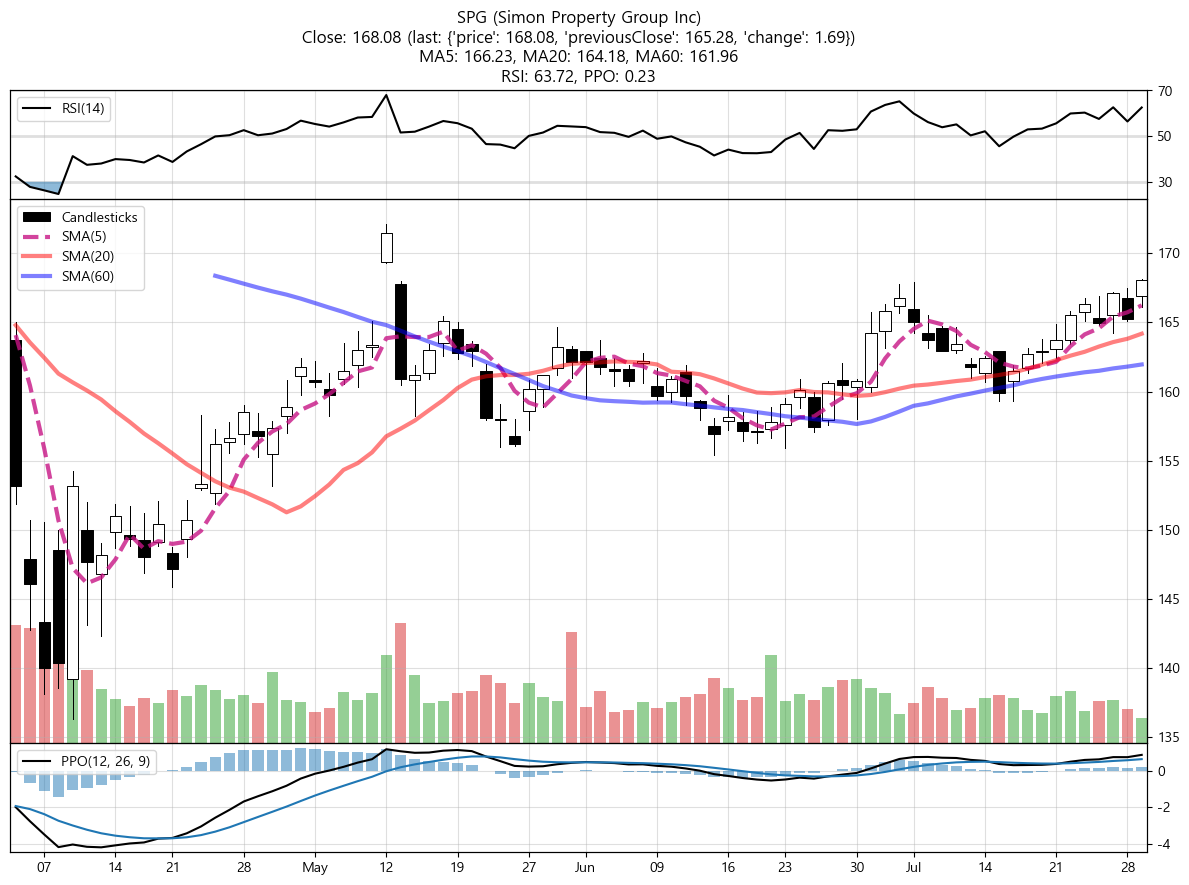 SPG (Simon Property Group Inc)
Close: 168.08 (last: {'price': 168.08, 'previousClose': 165.28, 'change': 1.69})
MA5: 166.23, MA20: 164.18, MA60: 161.96
RSI: 63.72, PPO: 0.23
RSI(14)
70
50
30
Candlesticks
SMA(5)
SMA(20)
SMA(60)
170
165
160
155
150
145
140
135
PPO(12, 26, 9)
0
-2
-4
07 14 21 28 May 12 19 27 Jun 09 16 23 30 Jul 14 21 28